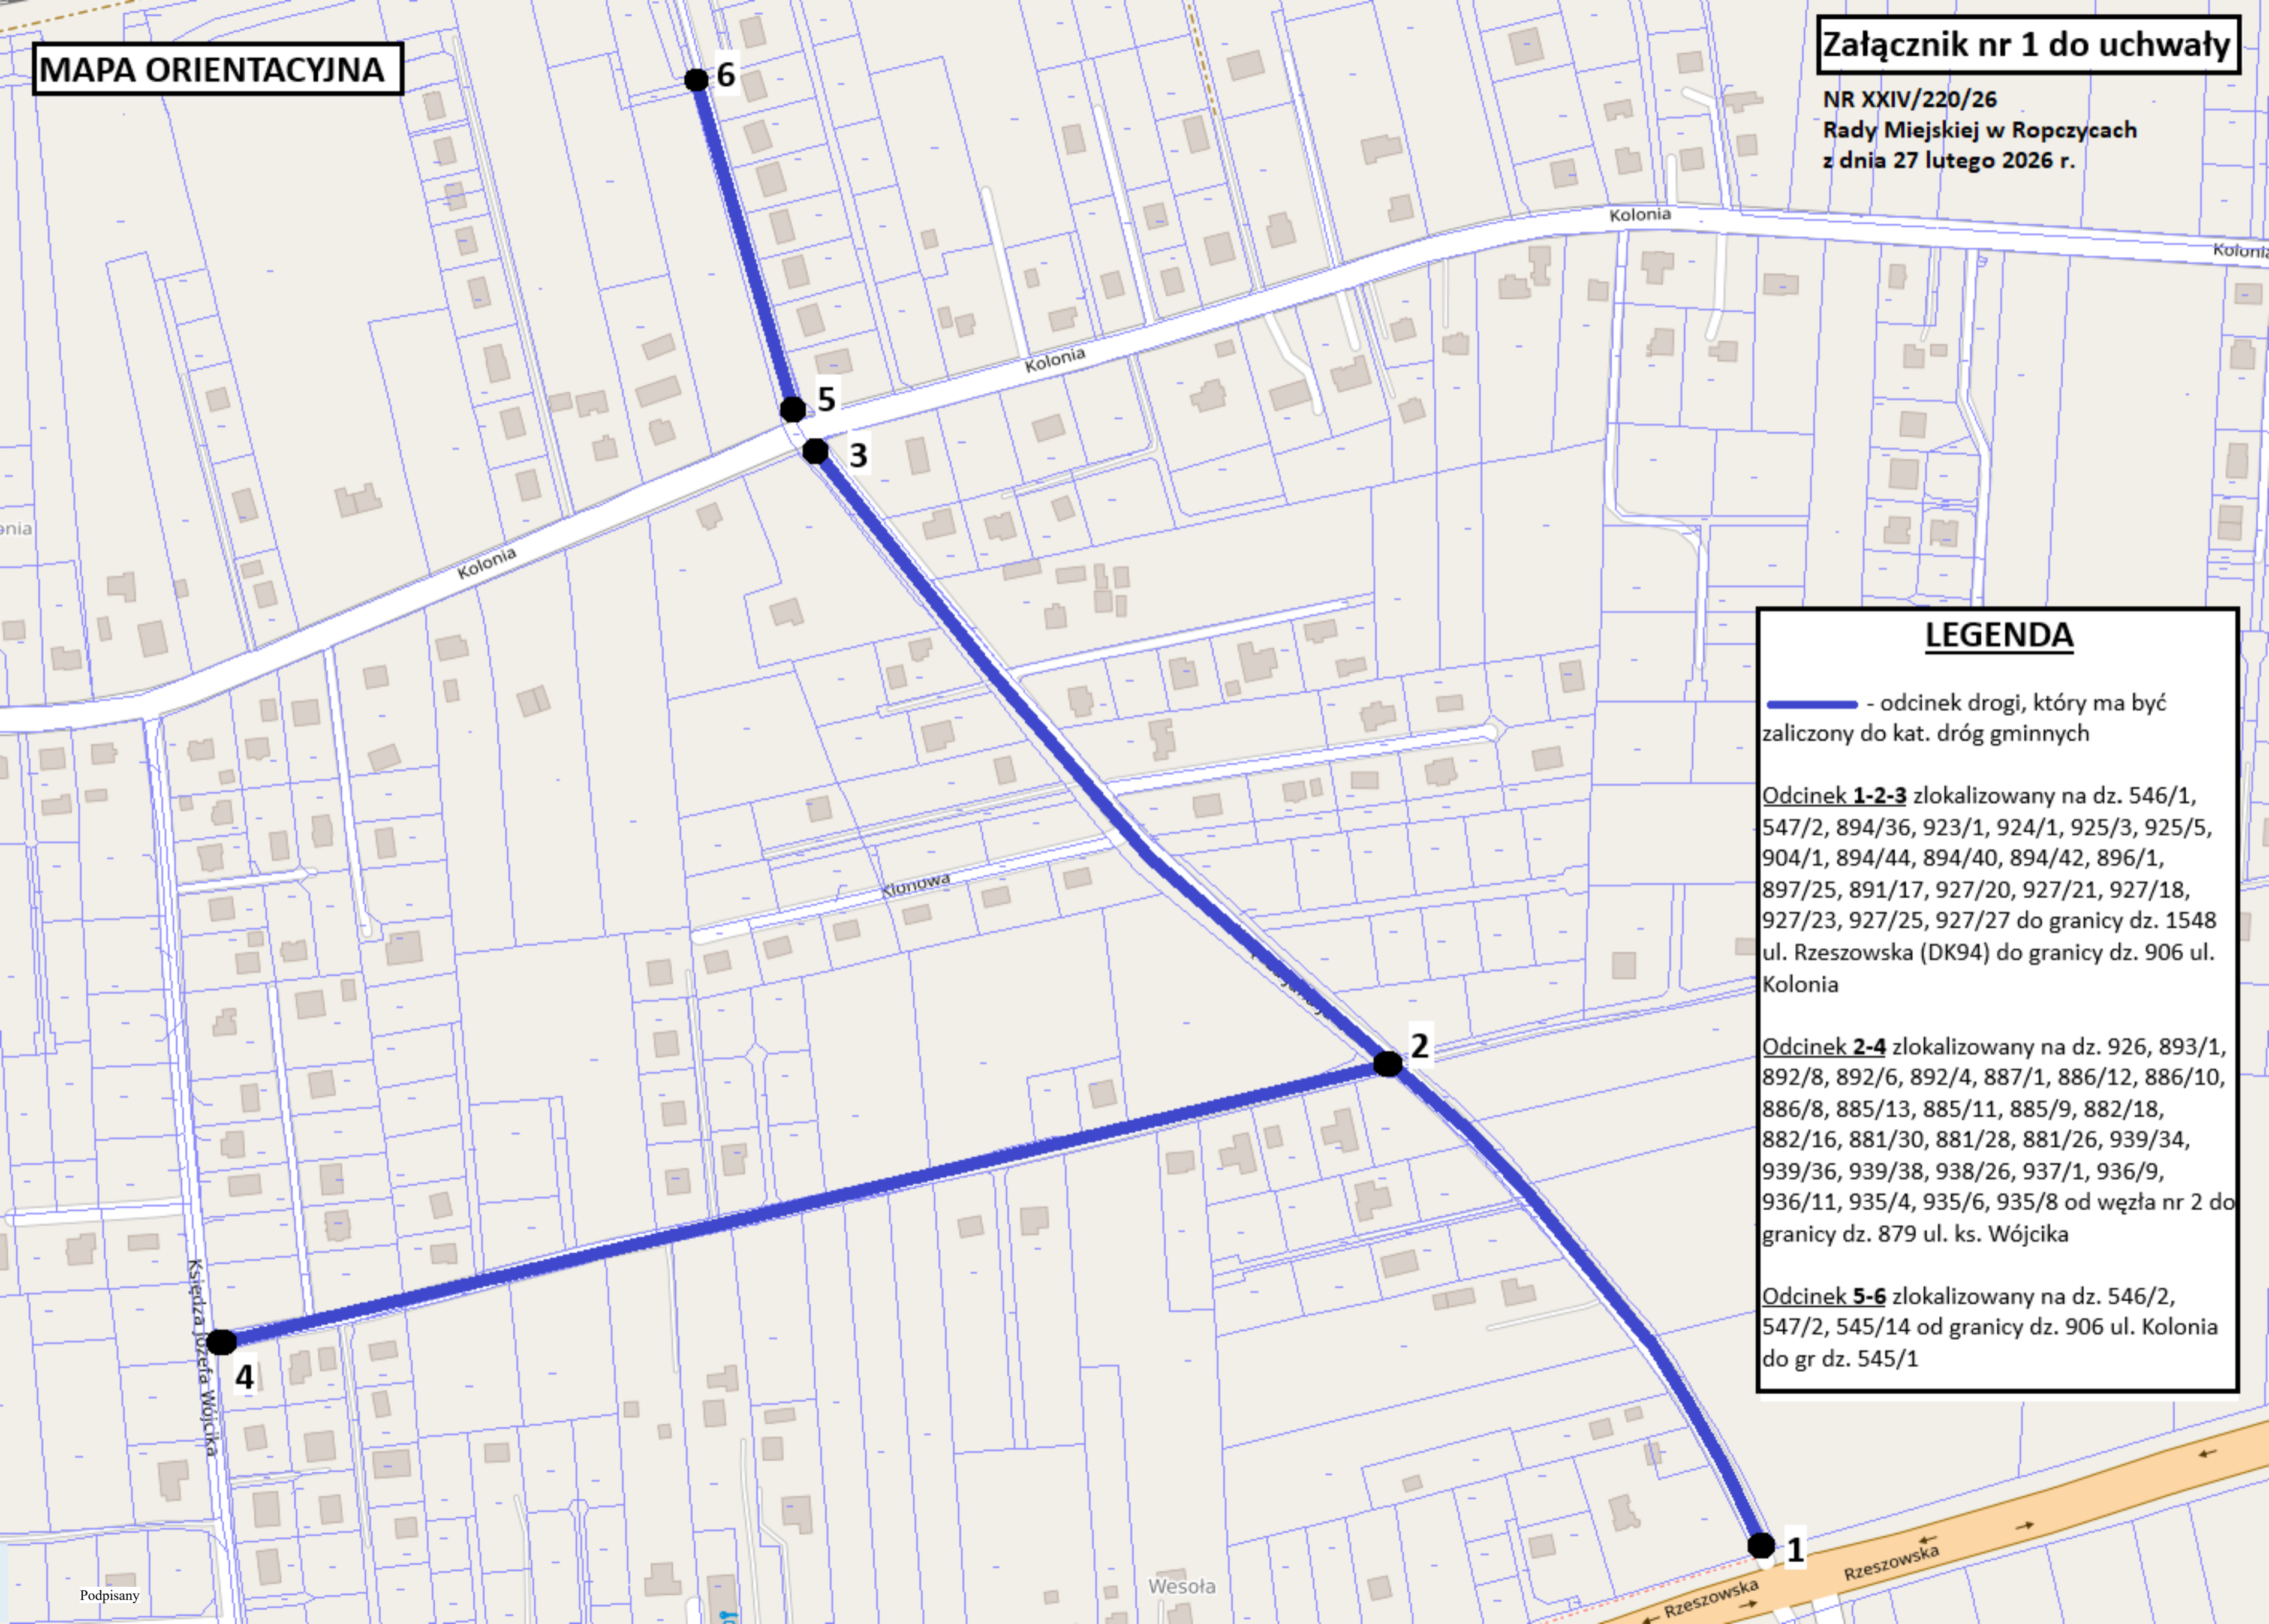 MAPA ORIENTACYJNA
Załącznik nr 1 do uchwały
NR XXIV/220/26
Rady Miejskiej w Ropczycach
z dnia 27 lutego 2026 r.
6
5
3
2
4
1
Kolonia
Kolonia
Kolonia
Kolonia
Klonowa
Księdza Józefa Wójcika
Wesoła
Rzeszowska
Rzeszowska
LEGENDA
- odcinek drogi, który ma być
zaliczony do kat. dróg gminnych
Odcinek 1-2-3 zlokalizowany na dz. 546/1,
547/2, 894/36, 923/1, 924/1, 925/3, 925/5,
904/1, 894/44, 894/40, 894/42, 896/1,
897/25, 891/17, 927/20, 927/21, 927/18,
927/23, 927/25, 927/27 do granicy dz. 1548
ul. Rzeszowska (DK94) do granicy dz. 906 ul.
Kolonia
Odcinek 2-4 zlokalizowany na dz. 926, 893/1,
892/8, 892/6, 892/4, 887/1, 886/12, 886/10,
886/8, 885/13, 885/11, 885/9, 882/18,
882/16, 881/30, 881/28, 881/26, 939/34,
939/36, 939/38, 938/26, 937/1, 936/9,
936/11, 935/4, 935/6, 935/8 od węzła nr 2 do
granicy dz. 879 ul. ks. Wójcika
Odcinek 5-6 zlokalizowany na dz. 546/2,
547/2, 545/14 od granicy dz. 906 ul. Kolonia
do gr dz. 545/1
Podpisany